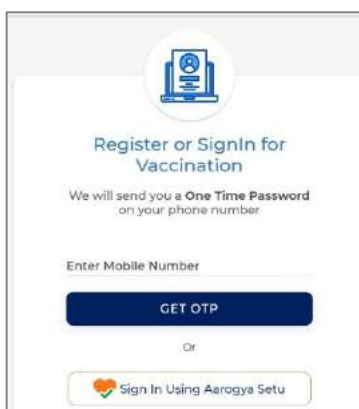 Register or SignIn for
Vaccination
We will send you a One Time Password
on your phone number
Enter Mobile Number
GET OTP
Or
Sign In Using Aarogya Setu